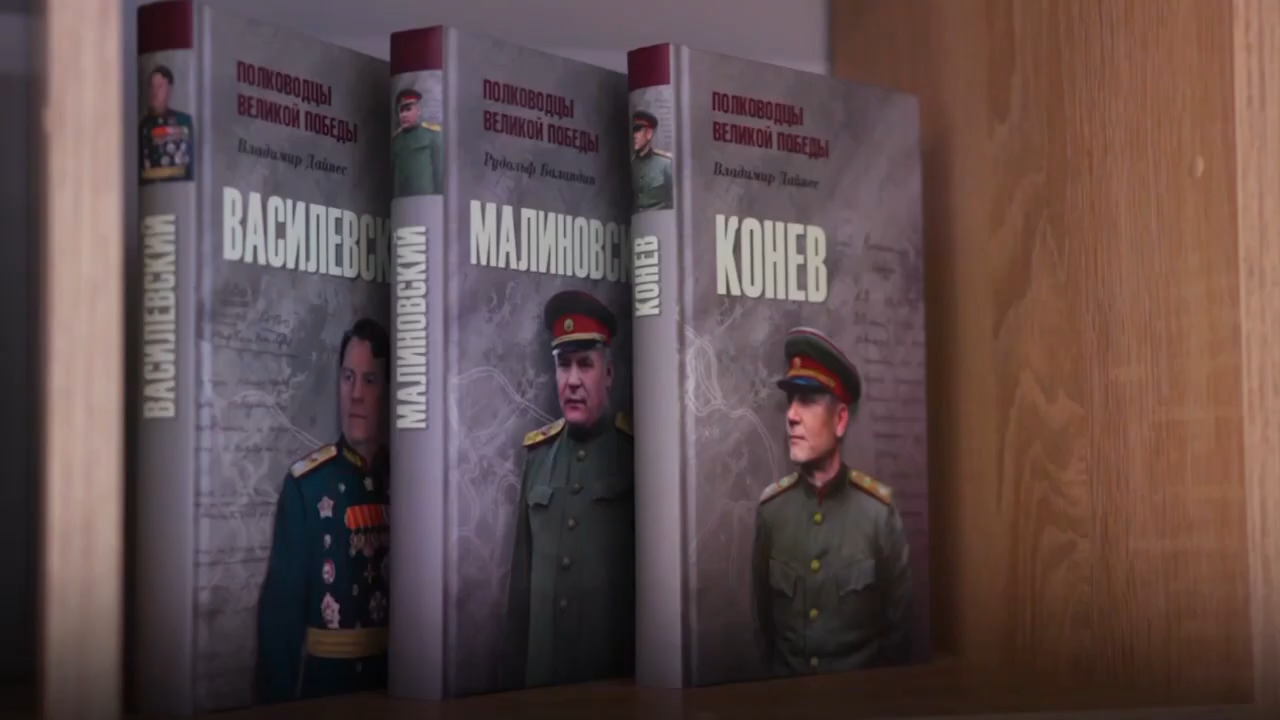 ВАСИЛЕВСКИЙ
ПОЛКОВОДЦЫ
ВЕЛИКОЙ ПОБЕДЫ
Владимир Дайнес
ВАСИЛЕВСК
МАЛИНОВСКИЙ
ПОЛКОВОДЦЫ
ВЕЛИКОЙ ПОБЕДЫ
Рудольф Баландин
МАЛИНОВСК
КОНЕВ
ПОЛКОВОДЦЫ
ВЕЛИКОЙ ПОБЕДЫ
Владимир Дайнес
КОНЕВ